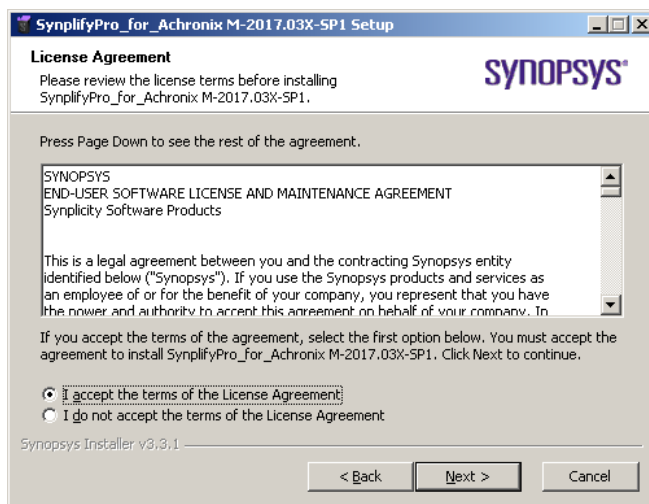 SynplifyPro_for_Achronix M-2017.03X-SP1 Setup
License Agreement
Please review the license terms before installing
SynplifyPro_for_Achronix M-2017.03X-SP1.
SYNOPSYS®
Press Page Down to see the rest of the agreement.
SYNOPSYS
END-USER SOFTWARE LICENSE AND MAINTENANCE AGREEMENT
Synplicity Software Products
This is a legal agreement between you and the contracting Synopsys entity
identified below ("Synopsys"). If you use the Synopsys products and services as
an employee of or for the benefit of your company, you represent that you have
the power and authority to accept this agreement on behalf of your company. In
If you accept the terms of the agreement, select the first option below. You must accept the
agreement to install SynplifyPro_for_Achronix M-2017.03X-SP1. Click Next to continue.
I accept the terms of the License Agreement
I do not accept the terms of the License Agreement
Synopsys Installer v3.3.1
< Back
Next >
Cancel